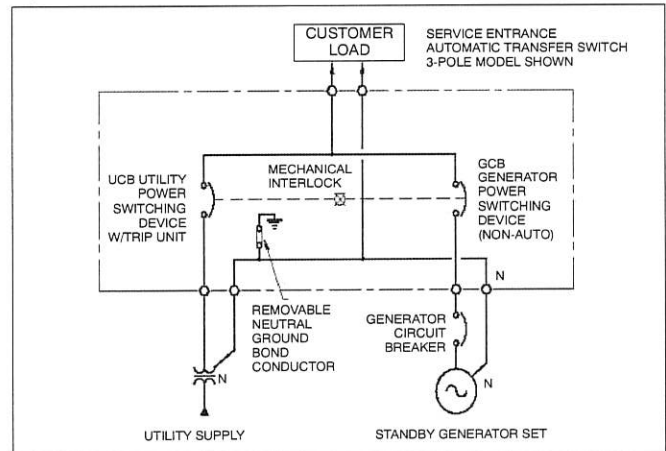 CUSTOMER
LOAD
SERVICE ENTRANCE
AUTOMATIC TRANSFER SWITCH
3-POLE MODEL SHOWN
UCB UTILITY
POWER
SWITCHING
DEVICE
W/TRIP UNIT
MECHANICAL
INTERLOCK
GCB
GENERATOR
POWER
SWITCHING
DEVICE
(NON-AUTO)
N
REMOVABLE
NEUTRAL
GROUND
BOND
CONDUCTOR
GENERATOR
CIRCUIT
BREAKER
N
N
UTILITY SUPPLY
STANDBY GENERATOR SET